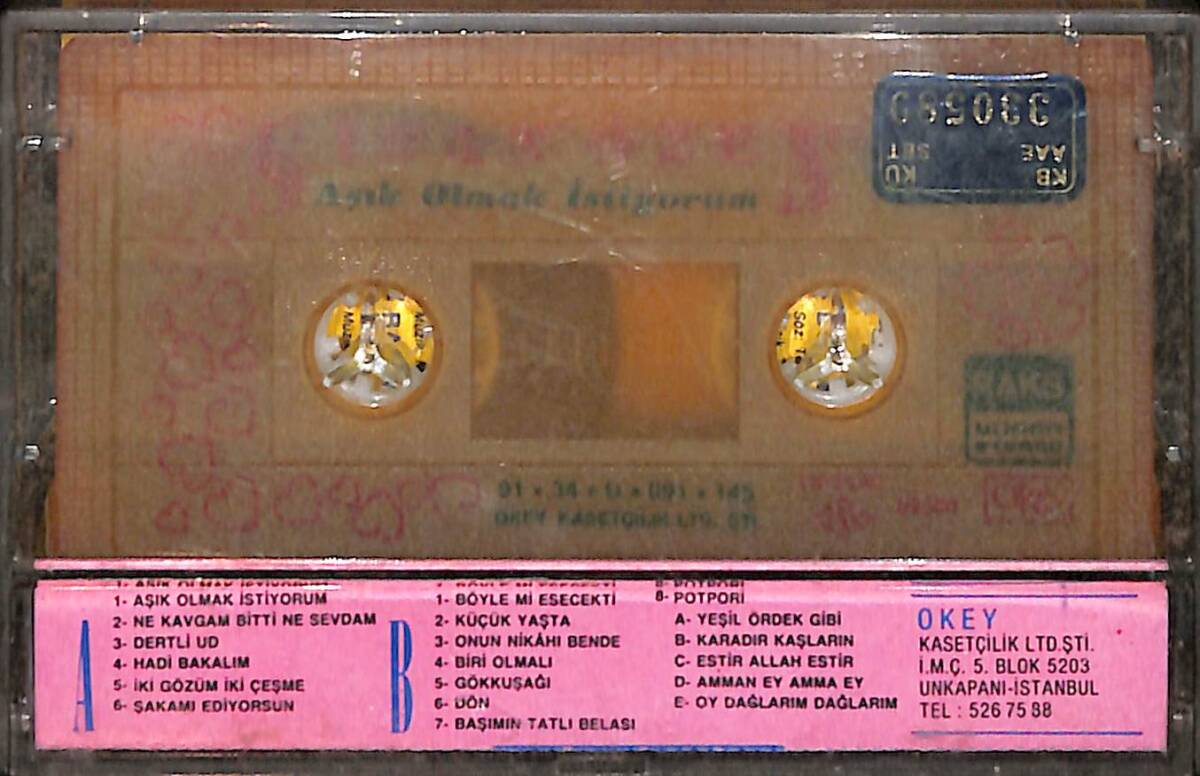 330583
KB KU
AAE SET
Aşık Olmak İstiyorum
RAKS
91 • 34 • Ü • 091 • 145
OKEY KASETÇİLİK LTD. ŞTİ
A
1- AŞIK OLMAK İSTİYORUM
2- NE KAVGAM BİTTİ NE SEVDAM
3- DERTLİ UD
4- HADİ BAKALIM
5- İKİ GÖZÜM İKİ ÇEŞME
6- ŞAKAMI EDİYORSUN
B
1- BÖYLE Mİ ESECEKTİ
2- KÜÇÜK YAŞTA
3- ONUN NİKÂHI BENDE
4- BİRİ OLMALI
5- GÖKKUŞAĞI
6- DÖN
7- BAŞIMIN TATLI BELASI
8- POTPORİ
A- YEŞİL ÖRDEK GİBİ
B- KARADIR KAŞLARIN
C- ESTİR ALLAH ESTİR
D- AMMAN EY AMMA EY
E- OY DAĞLARIM DAĞLARIM
OKEY
KASETÇİLİK LTD.ŞTİ.
İ.M.Ç. 5. BLOK 5203
UNKAPANI-İSTANBUL
TEL : 526 75 88